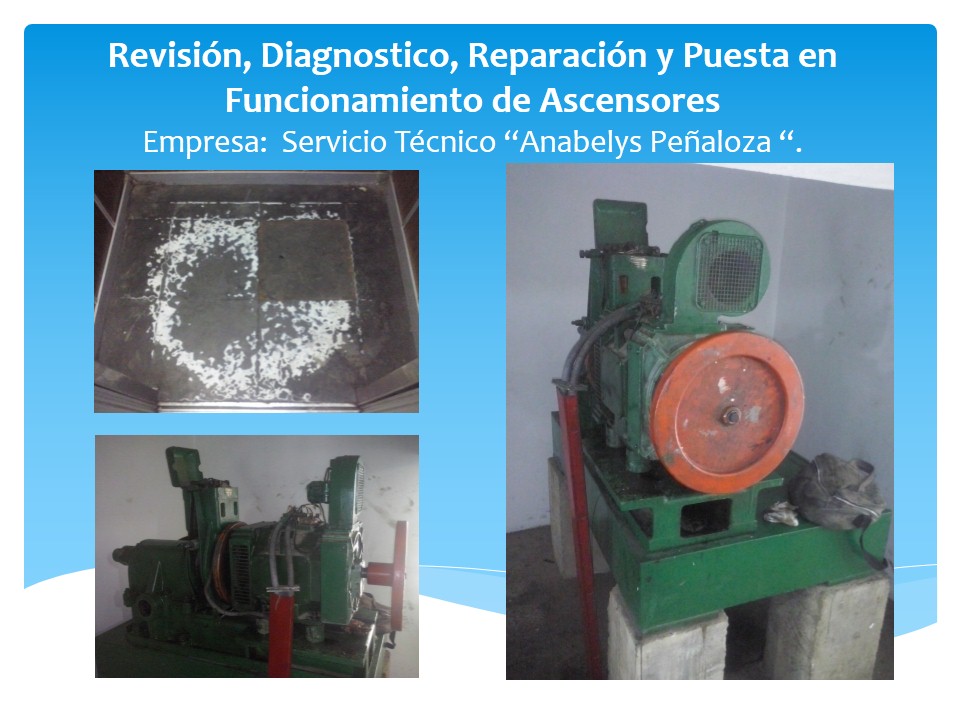 Revisión, Diagnostico, Reparación y Puesta en
Funcionamiento de Ascensores
Empresa:  Servicio Técnico “Anabelys Peñaloza “.